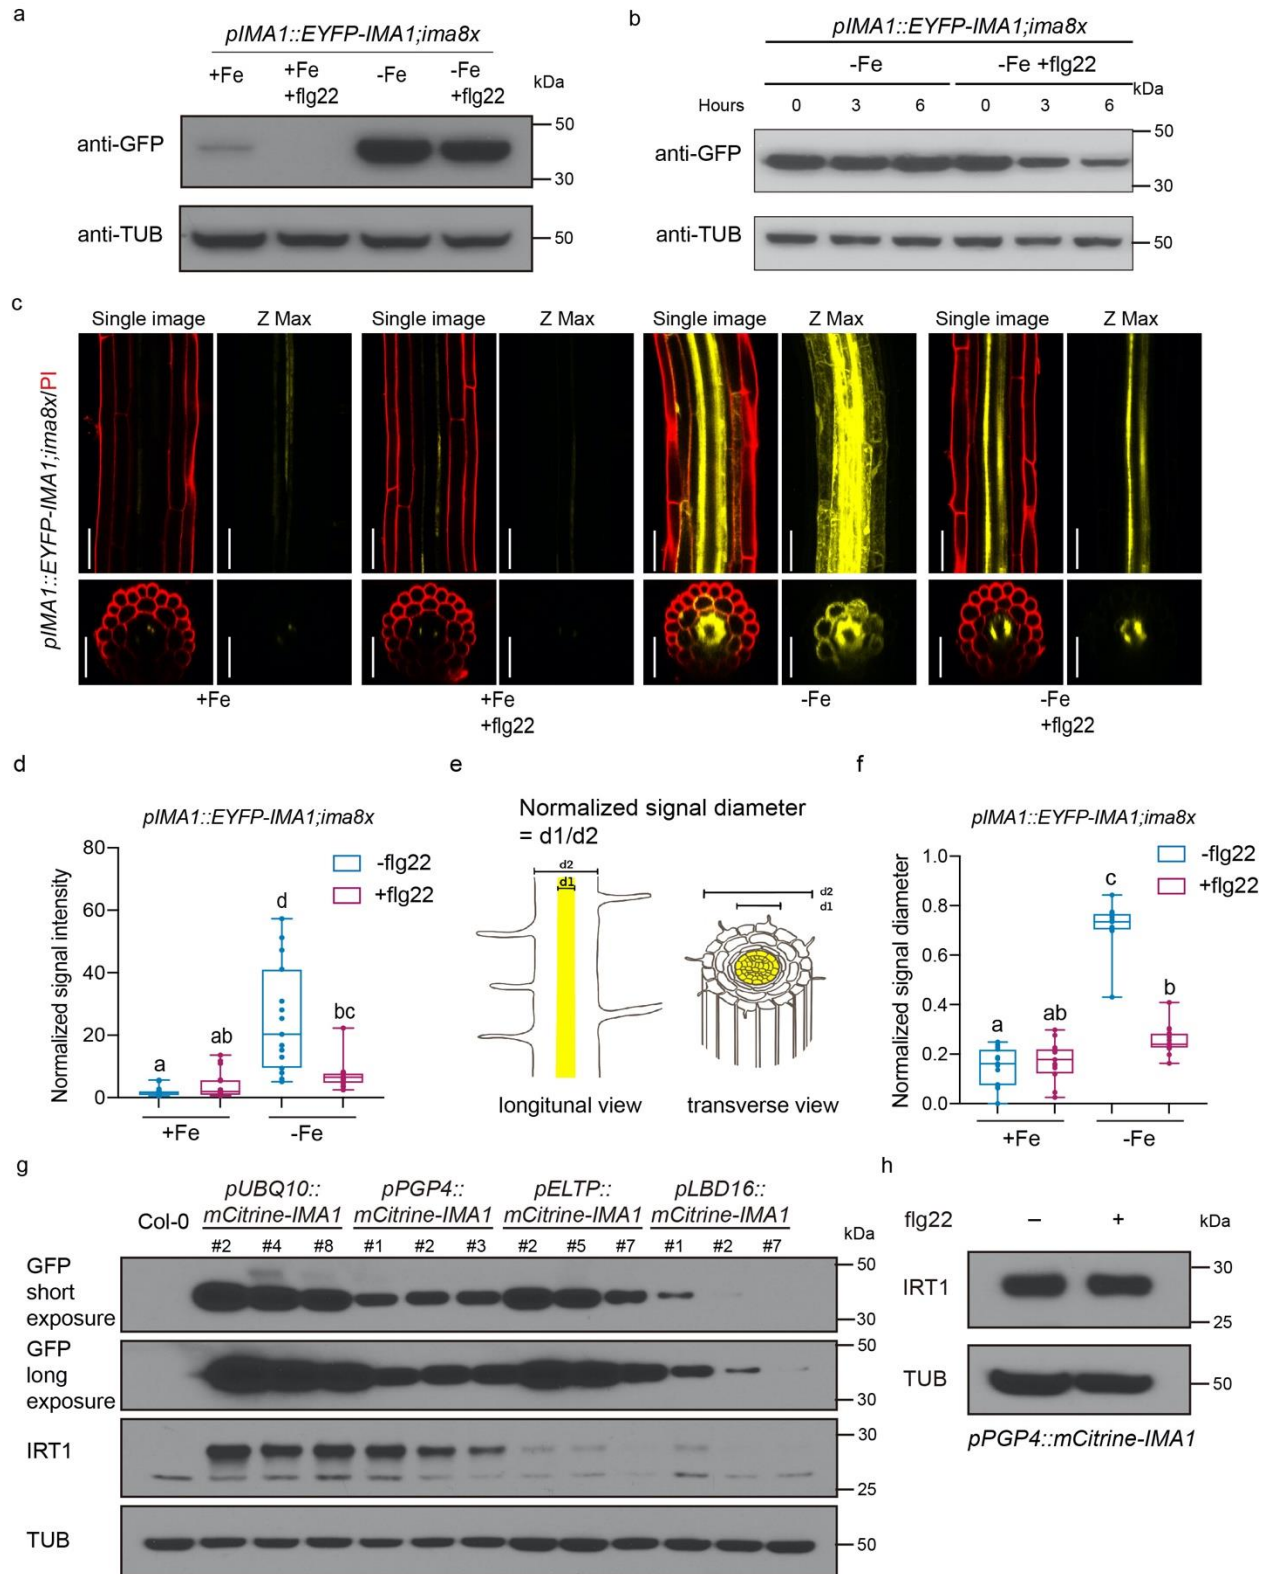 a
pIMA1::EYFP-IMA1;ima8x
+Fe +Fe +flg22 -Fe -Fe +flg22 kDa
anti-GFP
50
30
anti-TUB
50
b
pIMA1::EYFP-IMA1;ima8x
-Fe -Fe +flg22
kDa
Hours 0 3 6 0 3 6
anti-GFP
50
30
anti-TUB
50
c
Single image Z Max Single image Z Max Single image Z Max Single image Z Max
pIMA1::EYFP-IMA1;ima8x/PI
+Fe +Fe -Fe -Fe
+flg22 +flg22
d
pIMA1::EYFP-IMA1;ima8x
-flg22
+flg22
Normalized signal intensity
80
60
40
20
0
a ab d bc
+Fe -Fe
e
Normalized signal diameter
= d1/d2
d2
d1
d2
d1
longitunal view transverse view
f
pIMA1::EYFP-IMA1;ima8x
-flg22
+flg22
Normalized signal diameter
1.0
0.8
0.6
0.4
0.2
0.0
a ab c b
+Fe -Fe
g
pUBQ10:: pPGP4:: pELTP:: pLBD16::
Col-0 mCitrine-IMA1 mCitrine-IMA1 mCitrine-IMA1 mCitrine-IMA1
#2 #4 #8 #1 #2 #3 #2 #5 #7 #1 #2 #7
kDa
GFP
short
exposure
50
30
GFP
long
exposure
50
30
IRT1
30
25
TUB
50
h
flg22 – + kDa
IRT1
30
25
TUB
50
pPGP4::mCitrine-IMA1